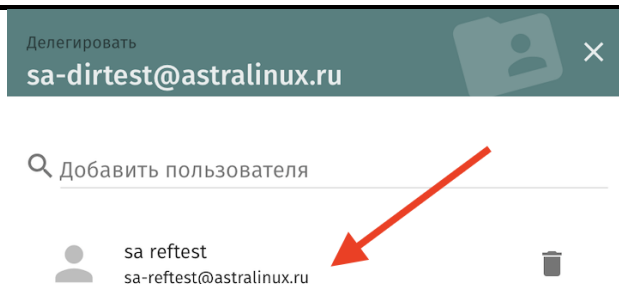 Делегировать
sa-dirtest@astralinux.ru
Добавить пользователя
sa reftest
sa-reftest@astralinux.ru